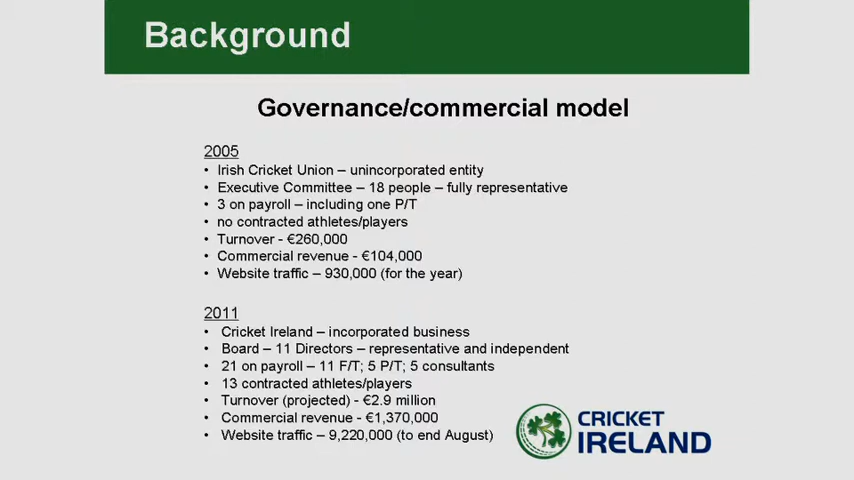 Background
Governance/commercial model
2005
• Irish Cricket Union – unincorporated entity
• Executive Committee – 18 people – fully representative
• 3 on payroll – including one P/T
• no contracted athletes/players
• Turnover - €260,000
• Commercial revenue - €104,000
• Website traffic – 930,000 (for the year)
2011
• Cricket Ireland – incorporated business
• Board – 11 Directors – representative and independent
• 21 on payroll – 11 F/T; 5 P/T; 5 consultants
• 13 contracted athletes/players
• Turnover (projected) - €2.9 million
• Commercial revenue - €1,370,000
• Website traffic – 9,220,000 (to end August)
CRICKET
IRELAND